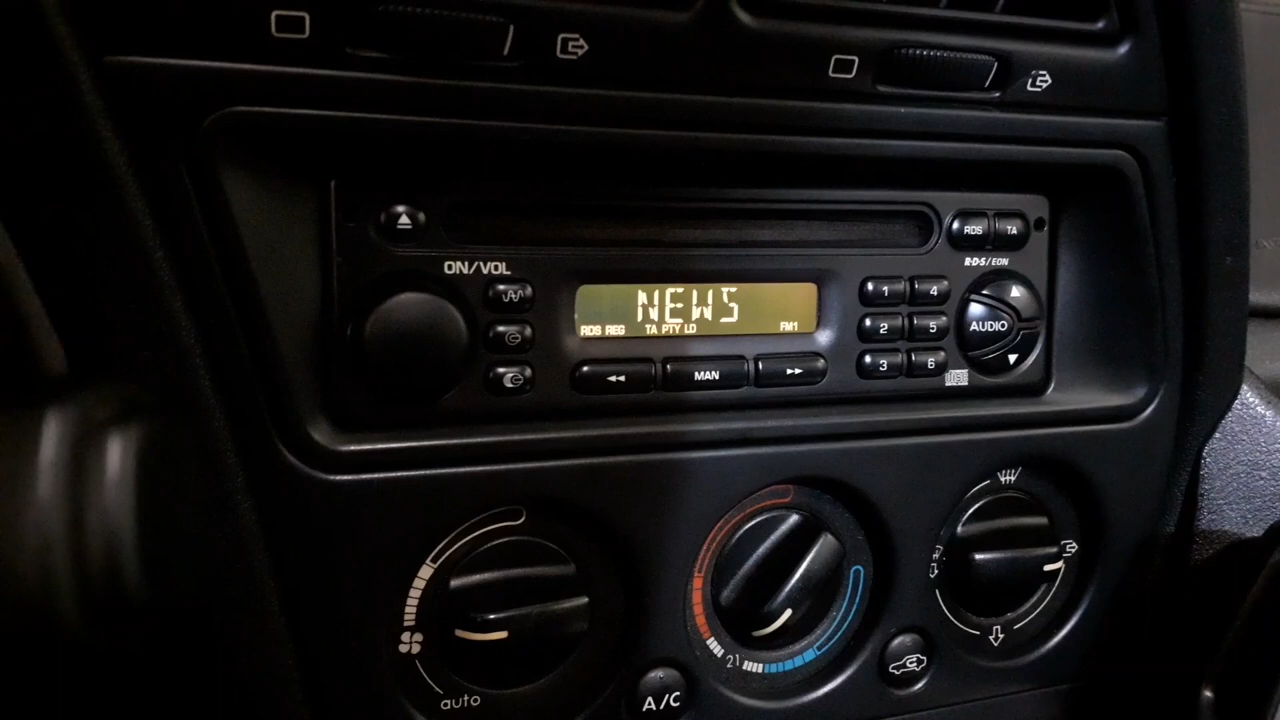 RDS TA
ON/VOL
R·D·S/EON
NEWS
RDS REG TA PTY LD FM1
1 4
2 5
3 6
AUDIO
MAN
21
auto
A/C